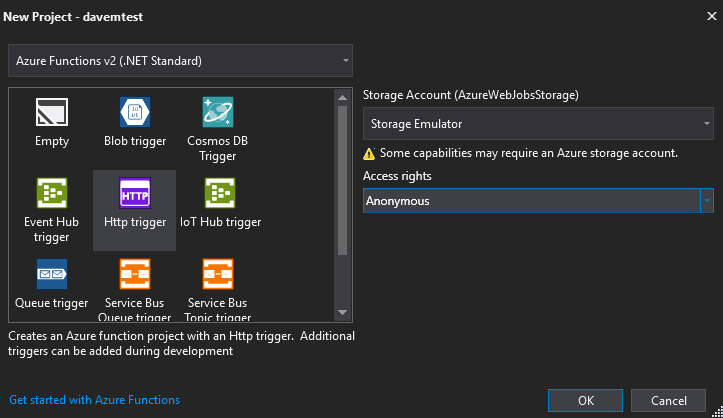 New Project - davemtest
Azure Functions v2 (.NET Standard)
Empty
Blob trigger
Cosmos DB
Trigger
Event Hub
trigger
HTTP
Http trigger
IoT Hub trigger
Queue trigger
Service Bus
Queue trigger
Service Bus
Topic trigger
Creates an Azure function project with an Http trigger. Additional
triggers can be added during development
Storage Account (AzureWebJobsStorage)
Storage Emulator
Some capabilities may require an Azure storage account.
Access rights
Anonymous
Get started with Azure Functions
OK
Cancel